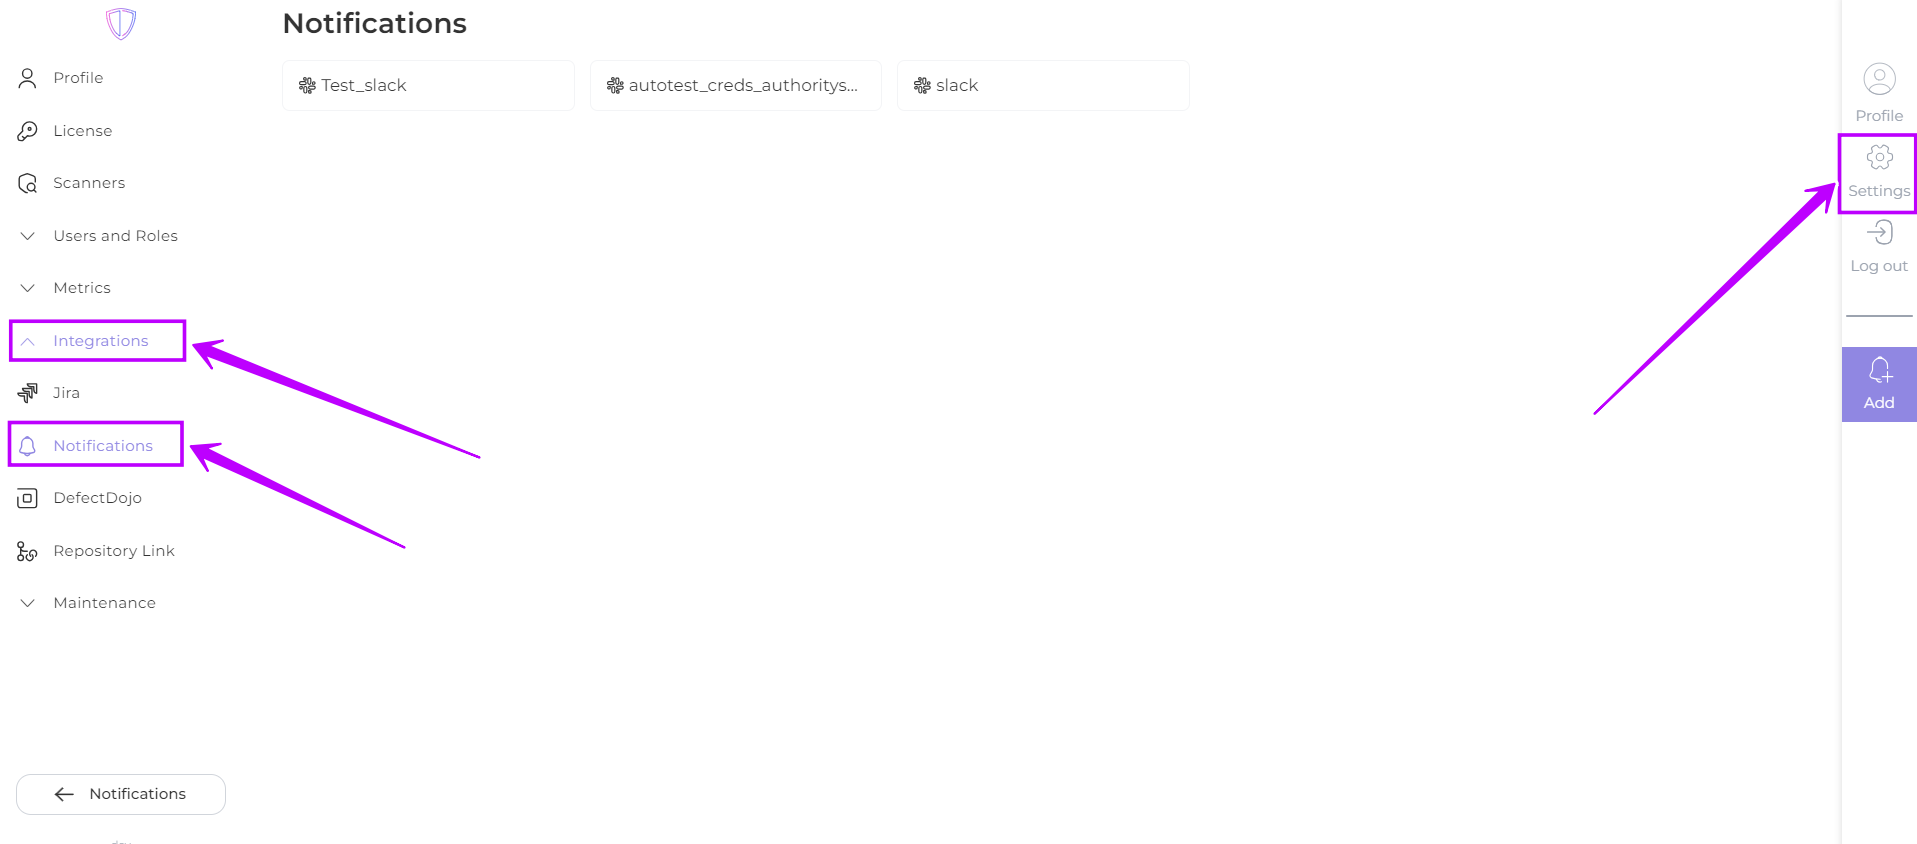 Notifications
Profile
License
Scanners
Users and Roles
Metrics
Integrations
Jira
Notifications
DefectDojo
Repository Link
Maintenance
Notifications
Test_slack
autotest_creds_authoritys...
slack
Profile
Settings
Log out
Add